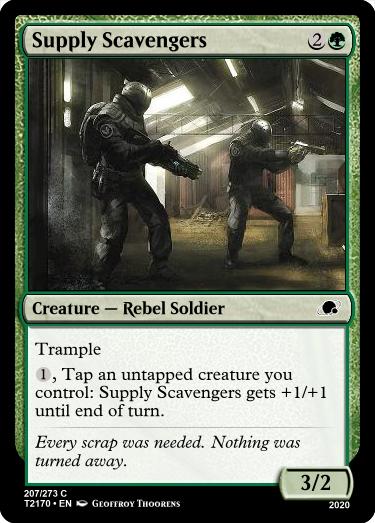 Supply Scavengers 2
Creature — Rebel Soldier
Trample
1, Tap an untapped creature you
control: Supply Scavengers gets +1/+1
until end of turn.
Every scrap was needed. Nothing was
turned away.
3/2
207/273 C
T2170 • EN Geoffroy Thoorens
2020